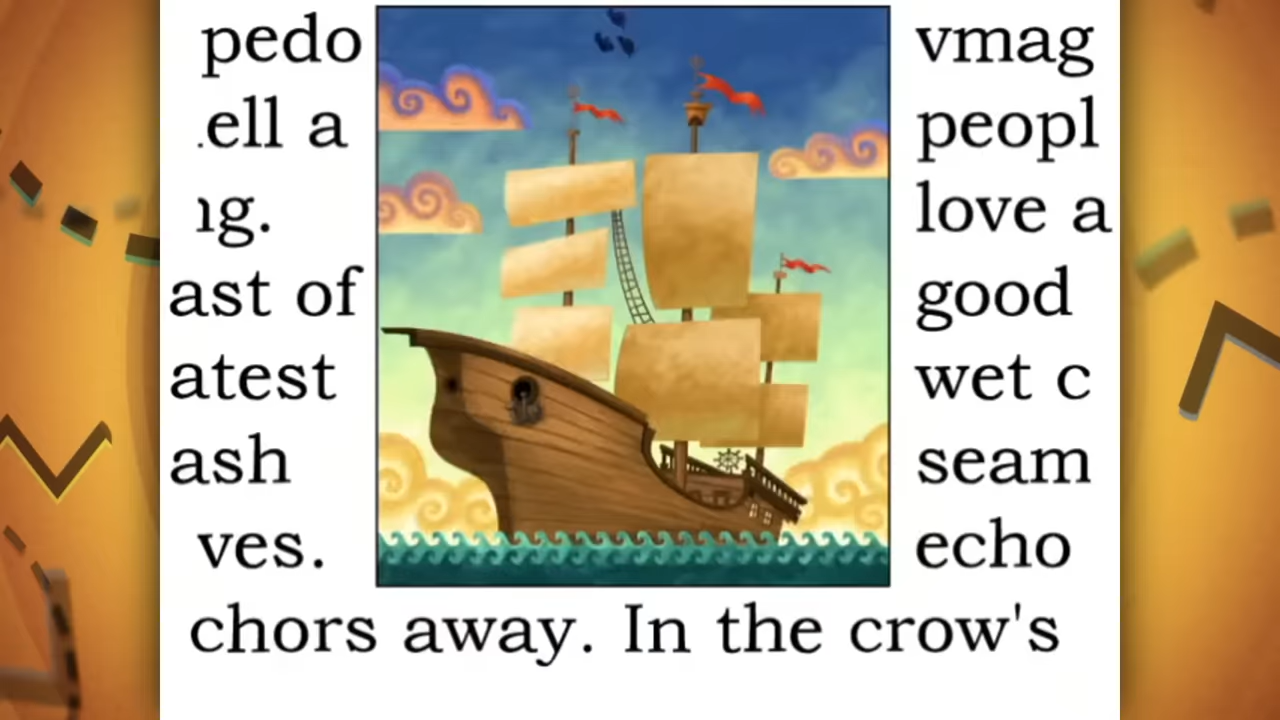 pedo vmag
ell a peopl
ng. love a
ast of good
atest wet c
ash seam
ves. echo
chors away. In the crow's